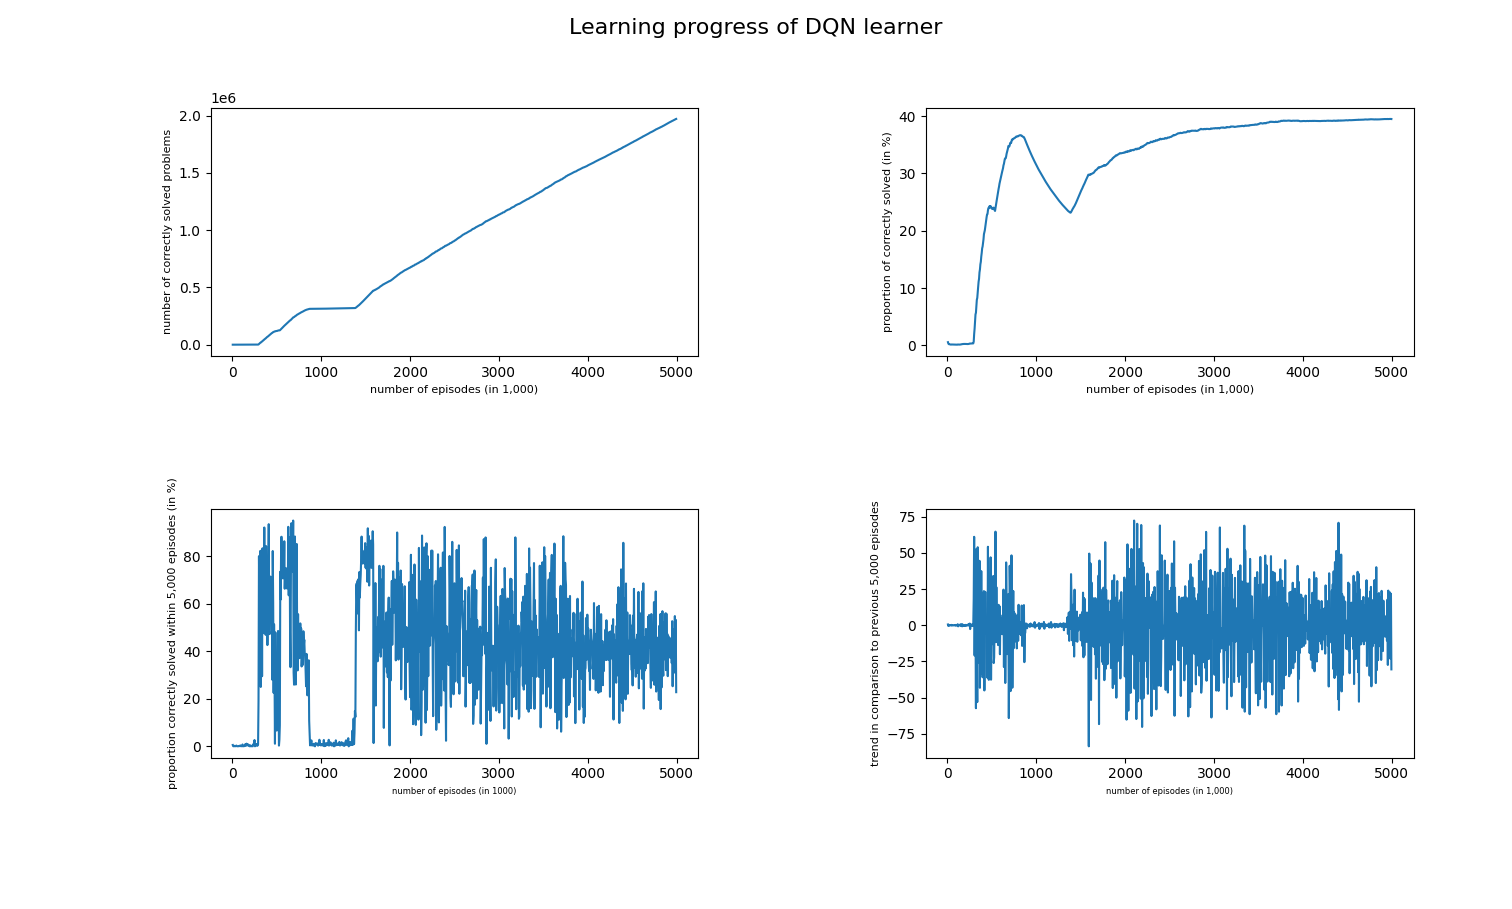 Learning progress of DQN learner
1e6
number of correctly solved problems
2.0
1.5
1.0
0.5
0.0
0 1000 2000 3000 4000 5000
number of episodes (in 1,000)
proportion of correctly solved (in %)
40
30
20
10
0
0 1000 2000 3000 4000 5000
number of episodes (in 1,000)
proportion correctly solved within 5,000 episodes (in %)
80
60
40
20
0
0 1000 2000 3000 4000 5000
number of episodes (in 1000)
trend in comparison to previous 5,000 episodes
75
50
25
0
−25
−50
−75
0 1000 2000 3000 4000 5000
number of episodes (in 1,000)